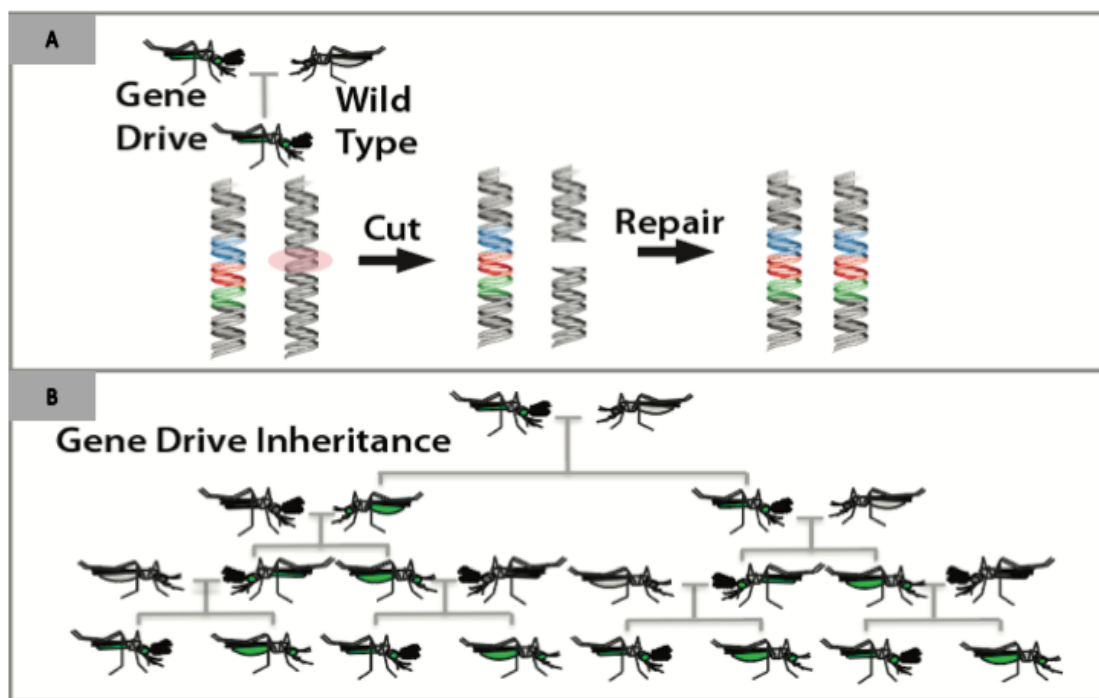 A
Gene
Drive
Wild
Type
Cut
Repair
B
Gene Drive Inheritance